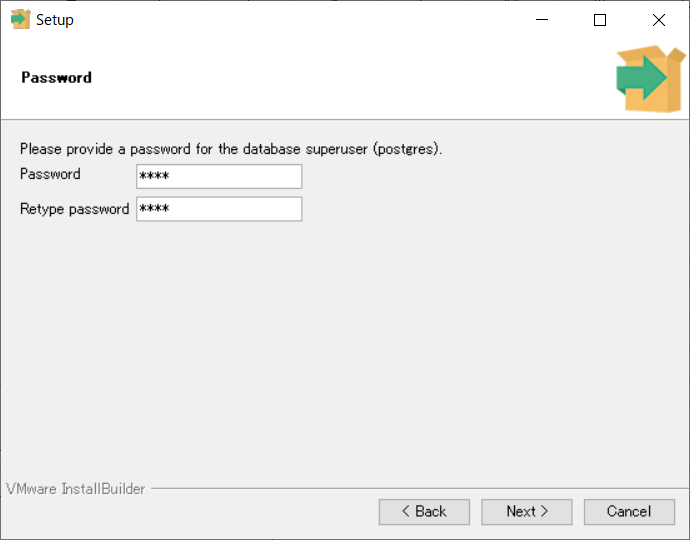 Setup
Password
Please provide a password for the database superuser (postgres).
Password ****
Retype password ****
VMware InstallBuilder
< Back Next > Cancel